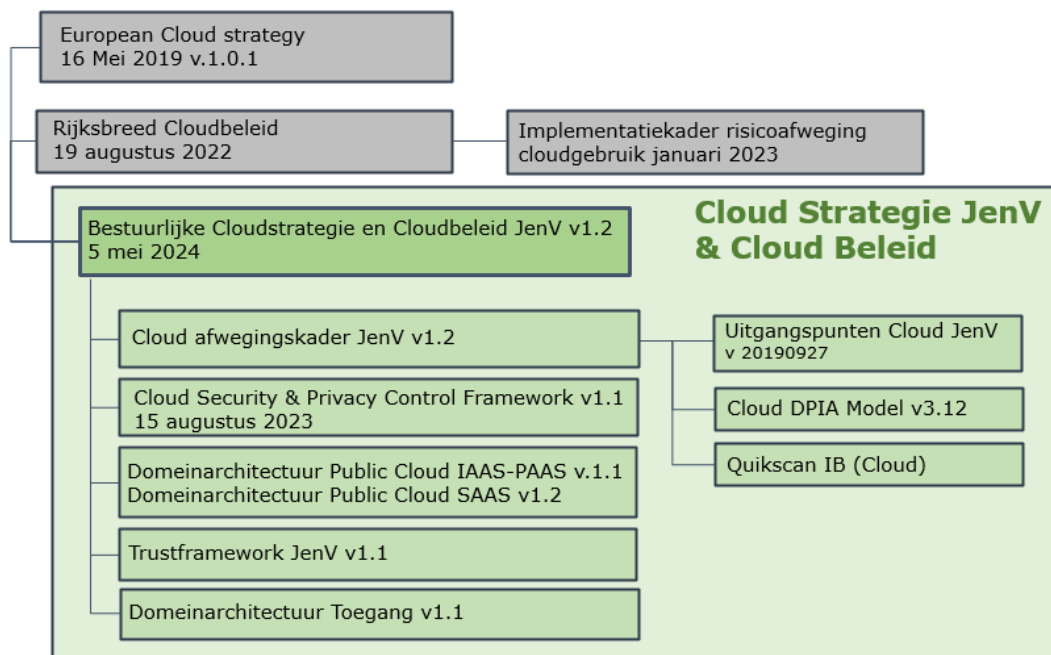 European Cloud strategy
16 Mei 2019 v.1.0.1
Rijksbreed Cloudbeleid
19 augustus 2022
Implementatiekader risicoafweging
cloudgebruik januari 2023
Cloud Strategie JenV
& Cloud Beleid
Bestuurlijke Cloudstrategie en Cloudbeleid JenV v1.2
5 mei 2024
Cloud afwegingskader JenV v1.2
Uitgangspunten Cloud JenV
v 20190927
Cloud Security & Privacy Control Framework v1.1
15 augustus 2023
Cloud DPIA Model v3.12
Quikscan IB (Cloud)
Domeinarchitectuur Public Cloud IAAS-PAAS v.1.1
Domeinarchitectuur Public Cloud SAAS v1.2
Trustframework JenV v1.1
Domeinarchitectuur Toegang v1.1